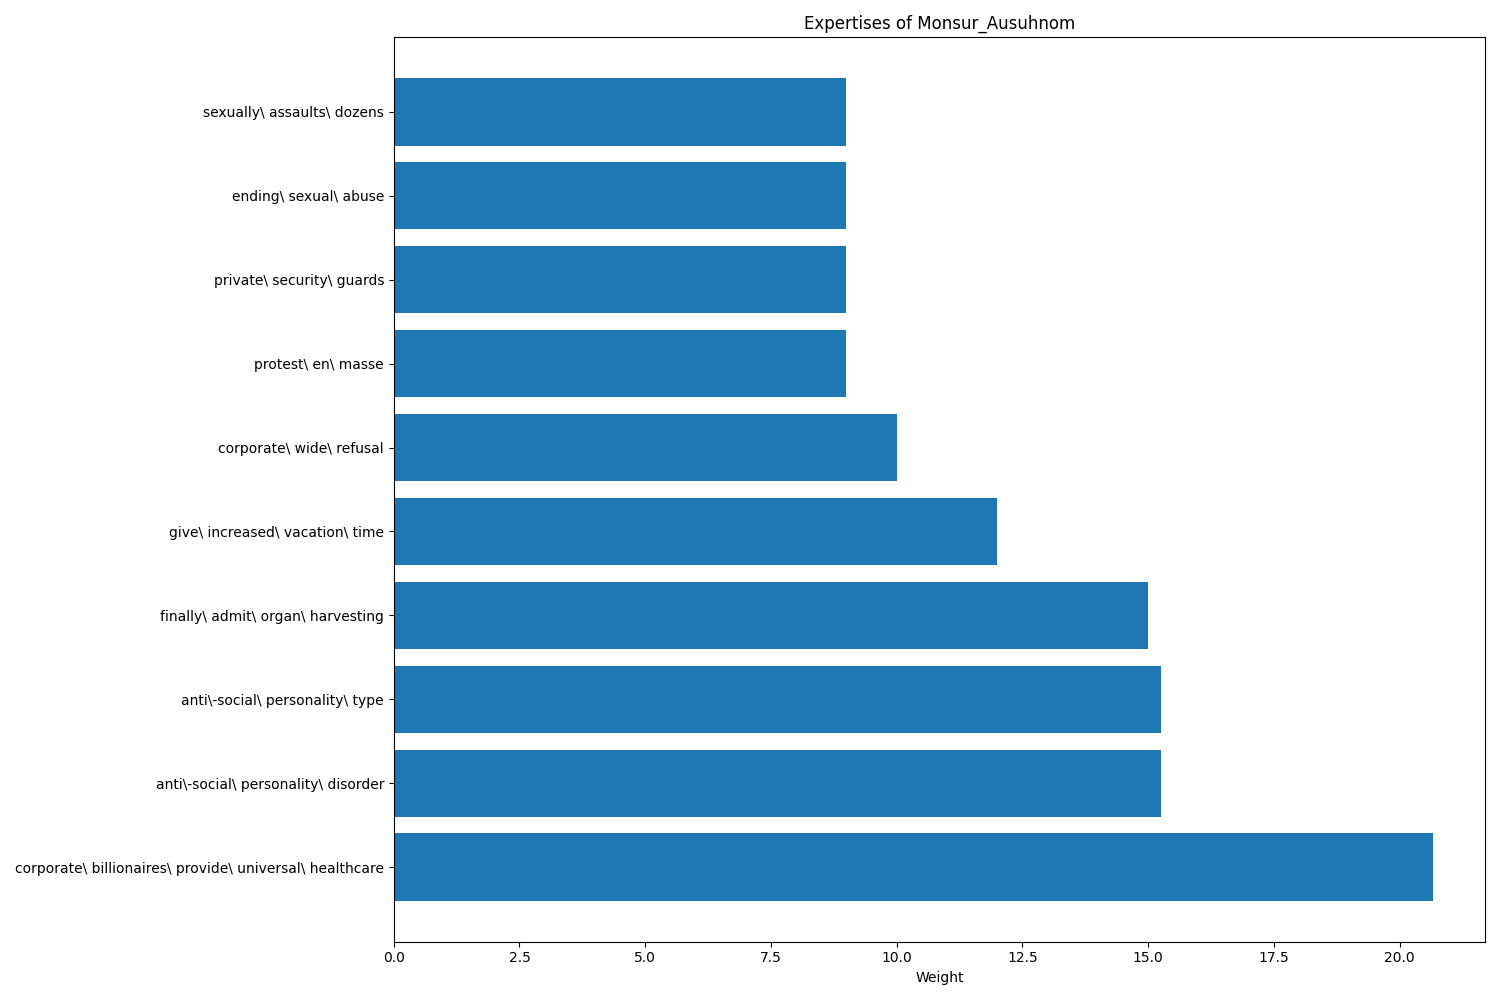 Expertises of Monsur_Ausuhnom
sexually\ assaults\ dozens
ending\ sexual\ abuse
private\ security\ guards
protest\ en\ masse
corporate\ wide\ refusal
give\ increased\ vacation\ time
finally\ admit\ organ\ harvesting
anti\-social\ personality\ type
anti\-social\ personality\ disorder
corporate\ billionaires\ provide\ universal\ healthcare
0.0 2.5 5.0 7.5 10.0 12.5 15.0 17.5 20.0
Weight